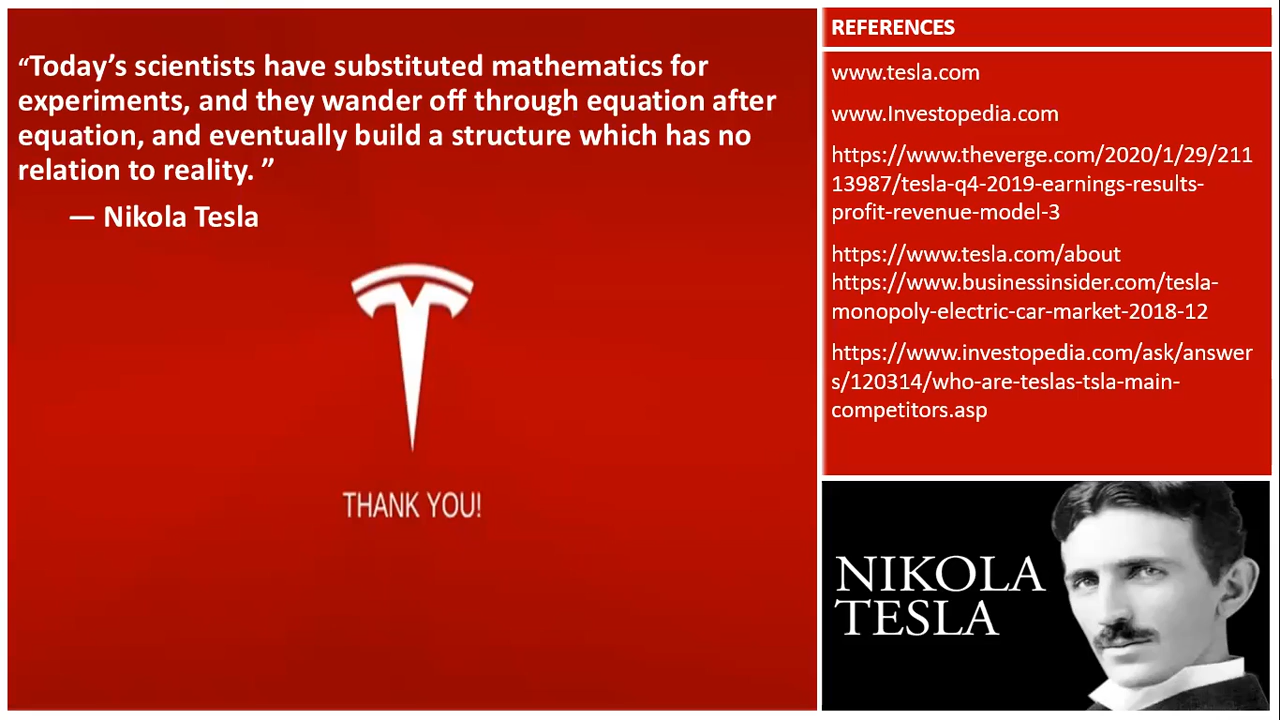 “Today’s scientists have substituted mathematics for
experiments, and they wander off through equation after
equation, and eventually build a structure which has no
relation to reality. ”
— Nikola Tesla
THANK YOU!
REFERENCES
www.tesla.com
www.Investopedia.com
https://www.theverge.com/2020/1/29/211
13987/tesla-q4-2019-earnings-results-
profit-revenue-model-3
https://www.tesla.com/about
https://www.businessinsider.com/tesla-
monopoly-electric-car-market-2018-12
https://www.investopedia.com/ask/answer
s/120314/who-are-teslas-tsla-main-
competitors.asp
NIKOLA
TESLA